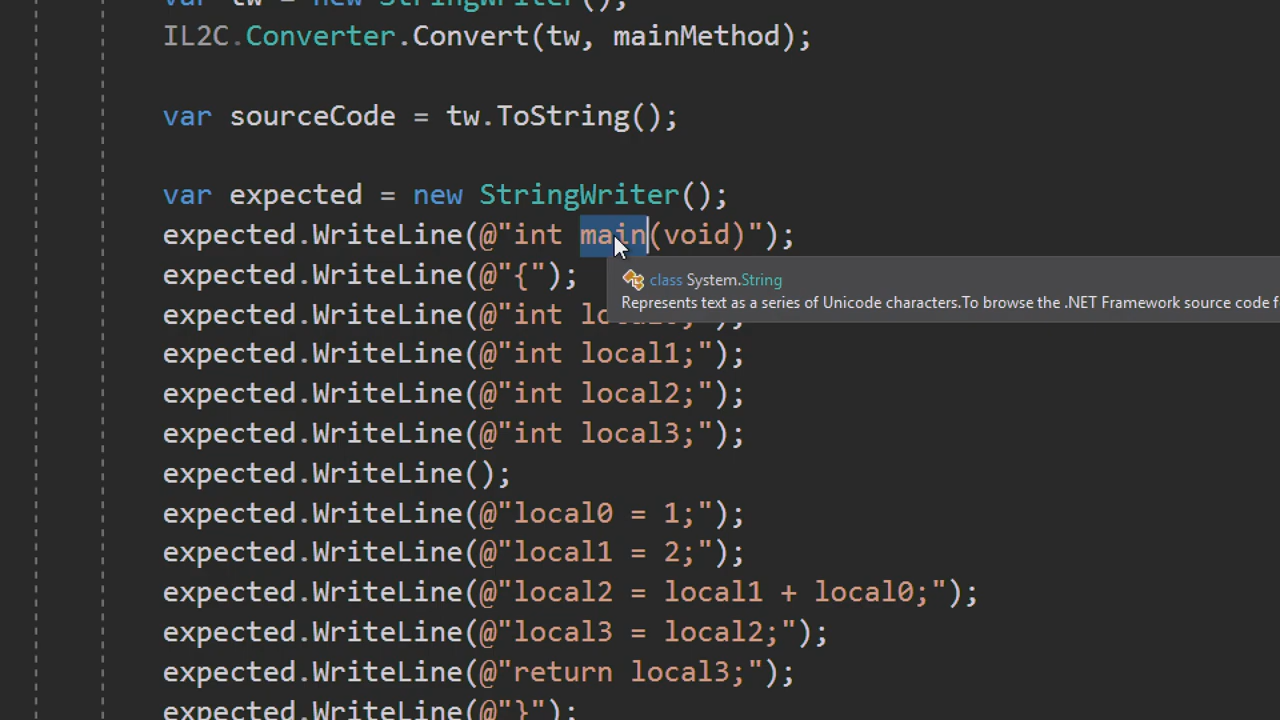 var tw = new StringWriter();
IL2C.Converter.Convert(tw, mainMethod);
var sourceCode = tw.ToString();
var expected = new StringWriter();
expected.WriteLine(@"int main(void)");
expected.WriteLine(@"{");
class System.String
Represents text as a series of Unicode characters.To browse the .NET Framework source code f
expected.WriteLine(@"int local0;");
expected.WriteLine(@"int local1;");
expected.WriteLine(@"int local2;");
expected.WriteLine(@"int local3;");
expected.WriteLine();
expected.WriteLine(@"local0 = 1;");
expected.WriteLine(@"local1 = 2;");
expected.WriteLine(@"local2 = local1 + local0;");
expected.WriteLine(@"local3 = local2;");
expected.WriteLine(@"return local3;");
expected.WriteLine(@"}");